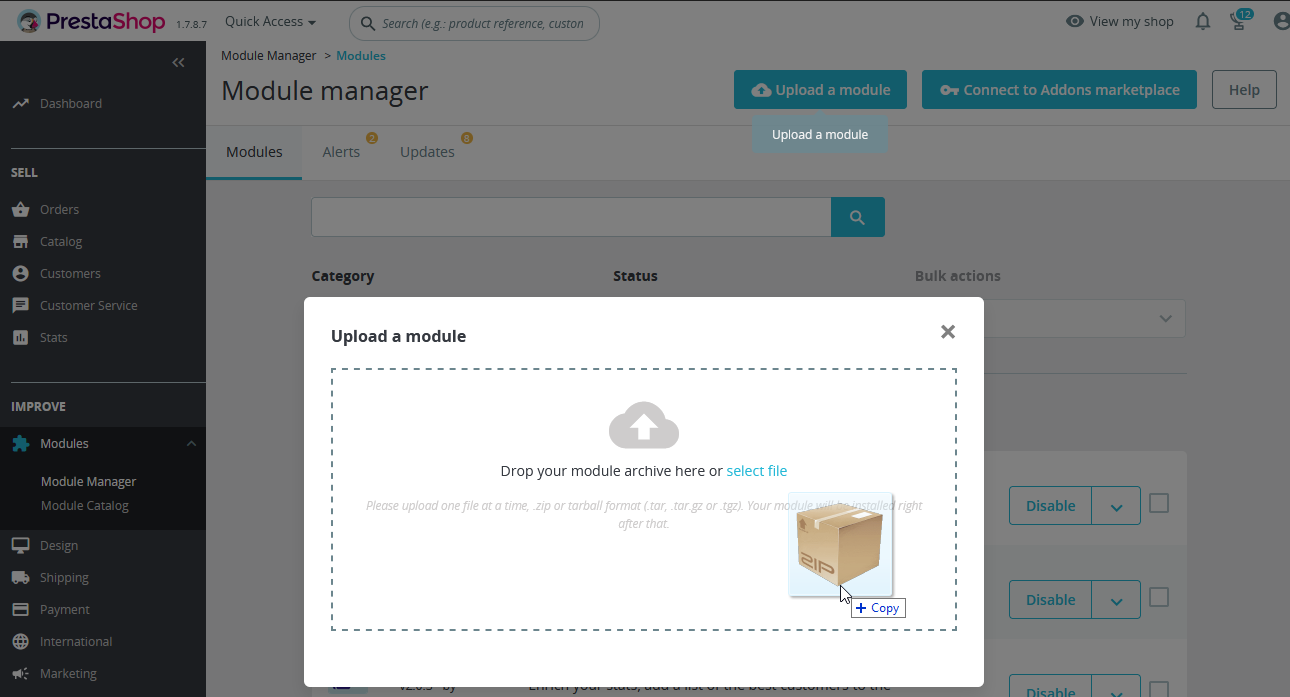 PrestaShop 1.7.8.7 Quick Access Search (e.g.: product reference, custon View my shop 12
Module Manager > Modules
Module manager
Upload a module Connect to Addons marketplace Help
Upload a module
Modules Alerts 2 Updates 8
Dashboard
SELL
Orders
Catalog
Customers
Customer Service
Stats
IMPROVE
Modules
Module Manager
Module Catalog
Design
Shipping
Payment
International
Marketing
Category Status Bulk actions
Upload a module
Drop your module archive here or select file
Please upload one file at a time, .zip or tarball format (.tar, .tar.gz or .tgz). Your module will be installed right
after that.
ZIP
Copy
Disable
Disable
Disable
v2.0.3 - by Enrich your stats, add a list of the best customers to the